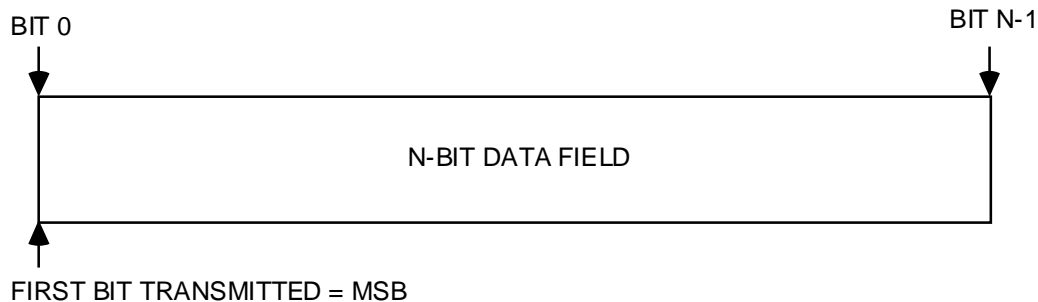 BIT 0
BIT N-1
N-BIT DATA FIELD
FIRST BIT TRANSMITTED = MSB